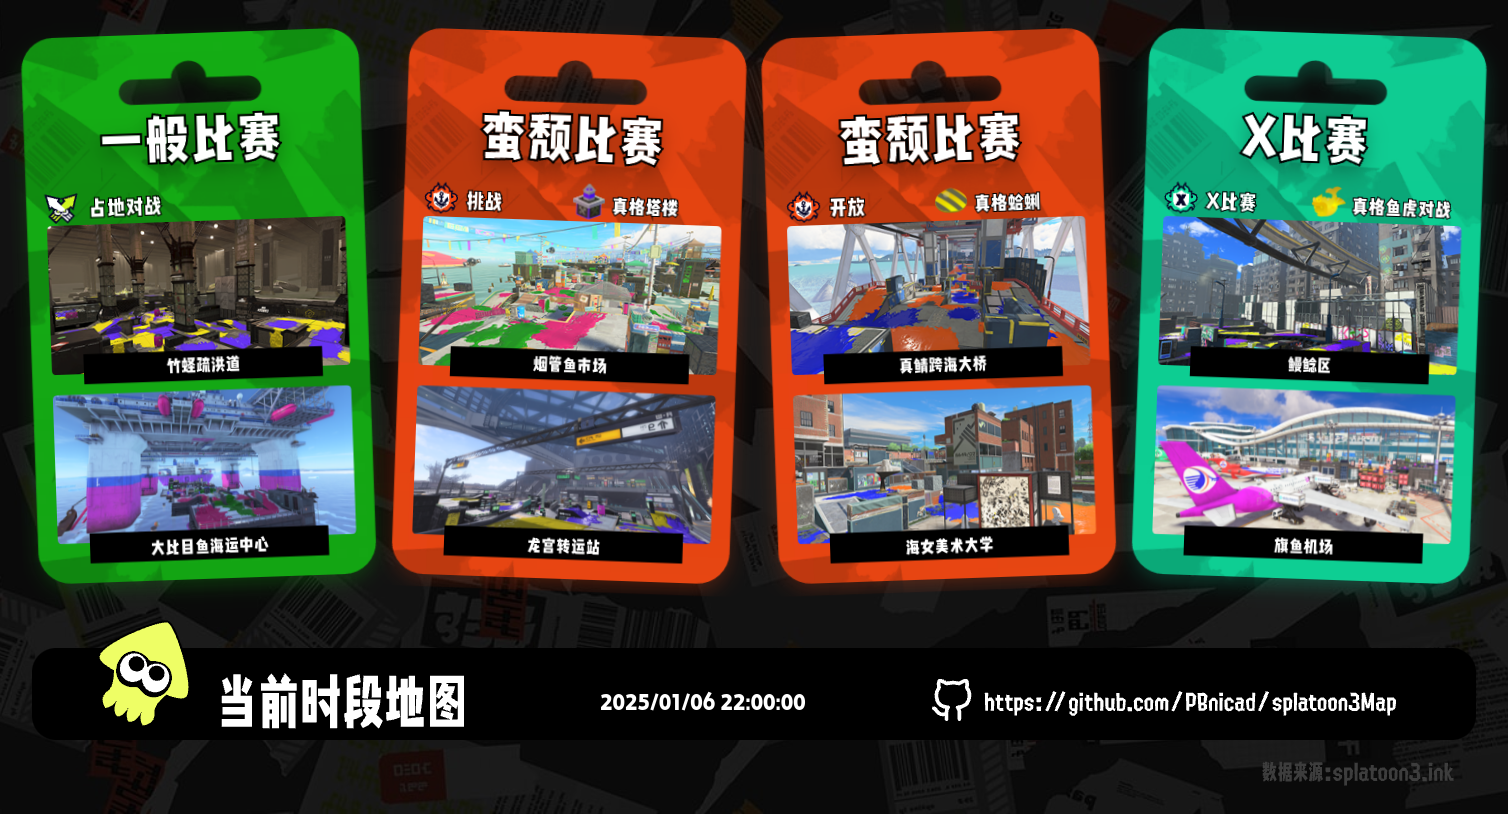 一般比赛
占地对战
竹蛏疏洪道
大比目鱼海运中心
蛮颓比赛
挑战
真格塔楼
烟管鱼市场
龙宫转运站
蛮颓比赛
开放
真格蛤蜊
真鲷跨海大桥
海女美术大学
X比赛
X比赛
真格鱼虎对战
鳗鲶区
旗鱼机场
当前时段地图
2025/01/06 22:00:00
https://github.com/PBnicad/splatoon3Map
数据来源:splatoon3.ink